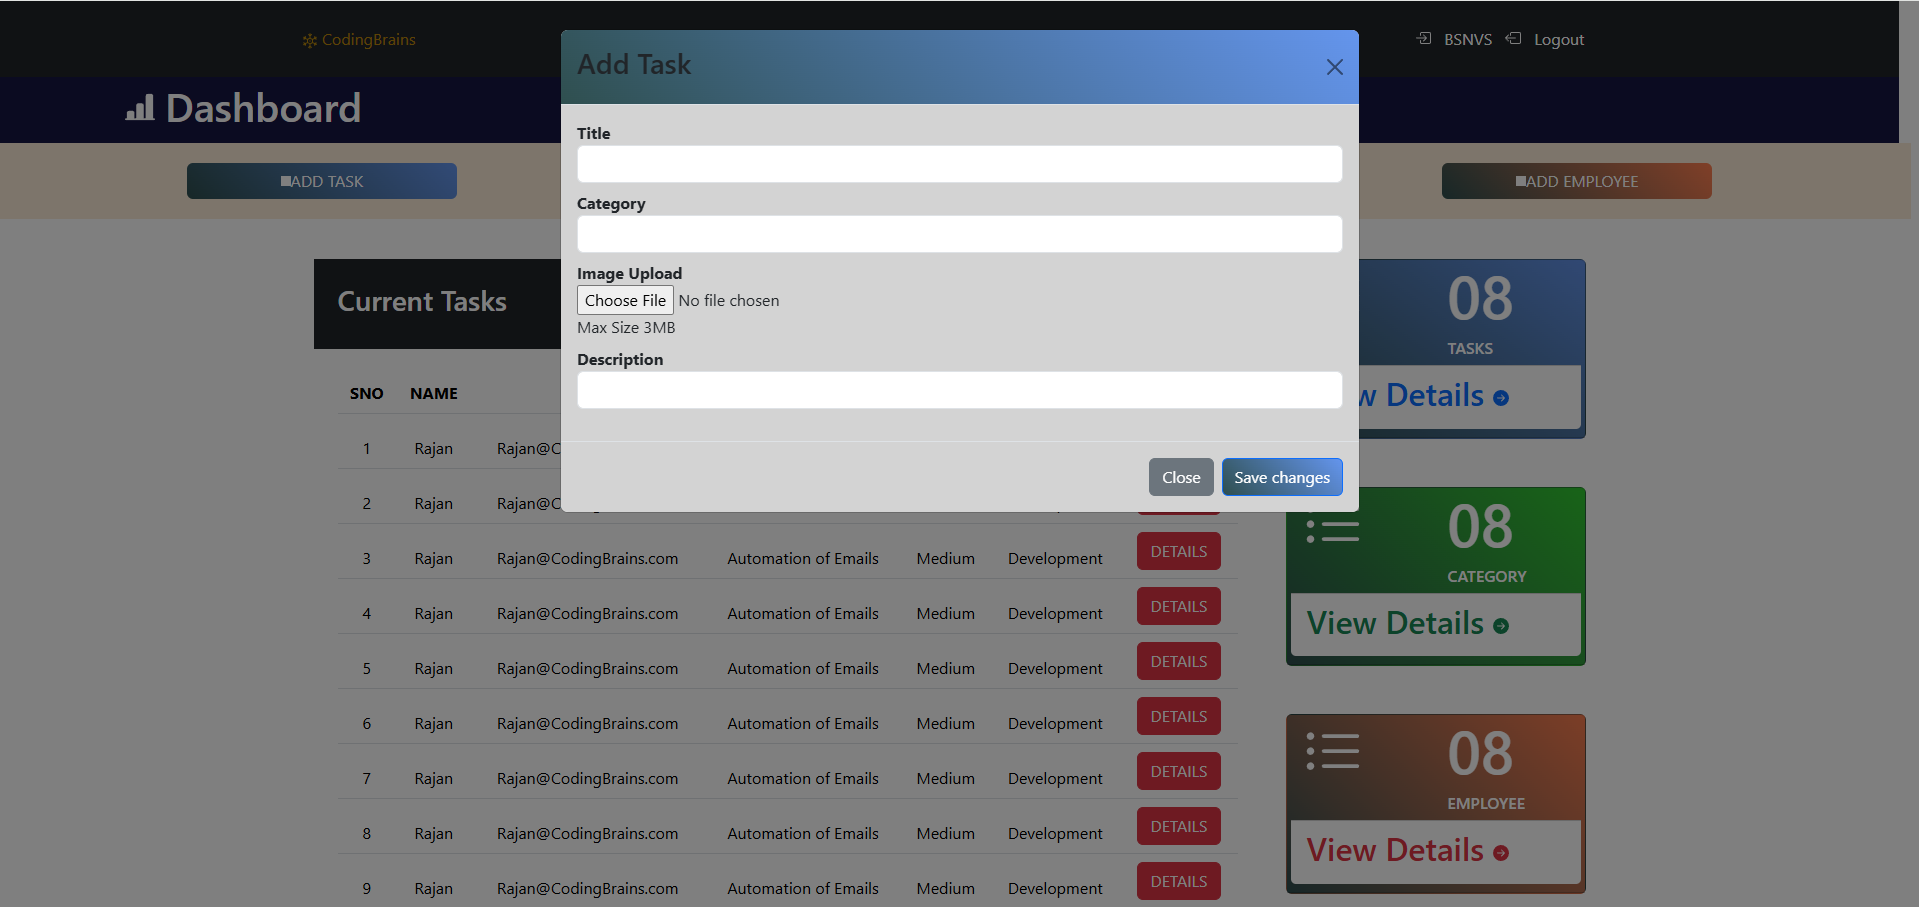 CodingBrains
BSNVS
Logout
Dashboard
ADD TASK
ADD EMPLOYEE
Add Task
Title
Category
Image Upload
Choose File No file chosen
Max Size 3MB
Description
Close
Save changes
Current Tasks
SNO NAME
1 Rajan Rajan@C
2 Rajan Rajan@C
3 Rajan Rajan@CodingBrains.com Automation of Emails Medium Development DETAILS
4 Rajan Rajan@CodingBrains.com Automation of Emails Medium Development DETAILS
5 Rajan Rajan@CodingBrains.com Automation of Emails Medium Development DETAILS
6 Rajan Rajan@CodingBrains.com Automation of Emails Medium Development DETAILS
7 Rajan Rajan@CodingBrains.com Automation of Emails Medium Development DETAILS
8 Rajan Rajan@CodingBrains.com Automation of Emails Medium Development DETAILS
9 Rajan Rajan@CodingBrains.com Automation of Emails Medium Development DETAILS
08
TASKS
w Details
08
CATEGORY
View Details
08
EMPLOYEE
View Details